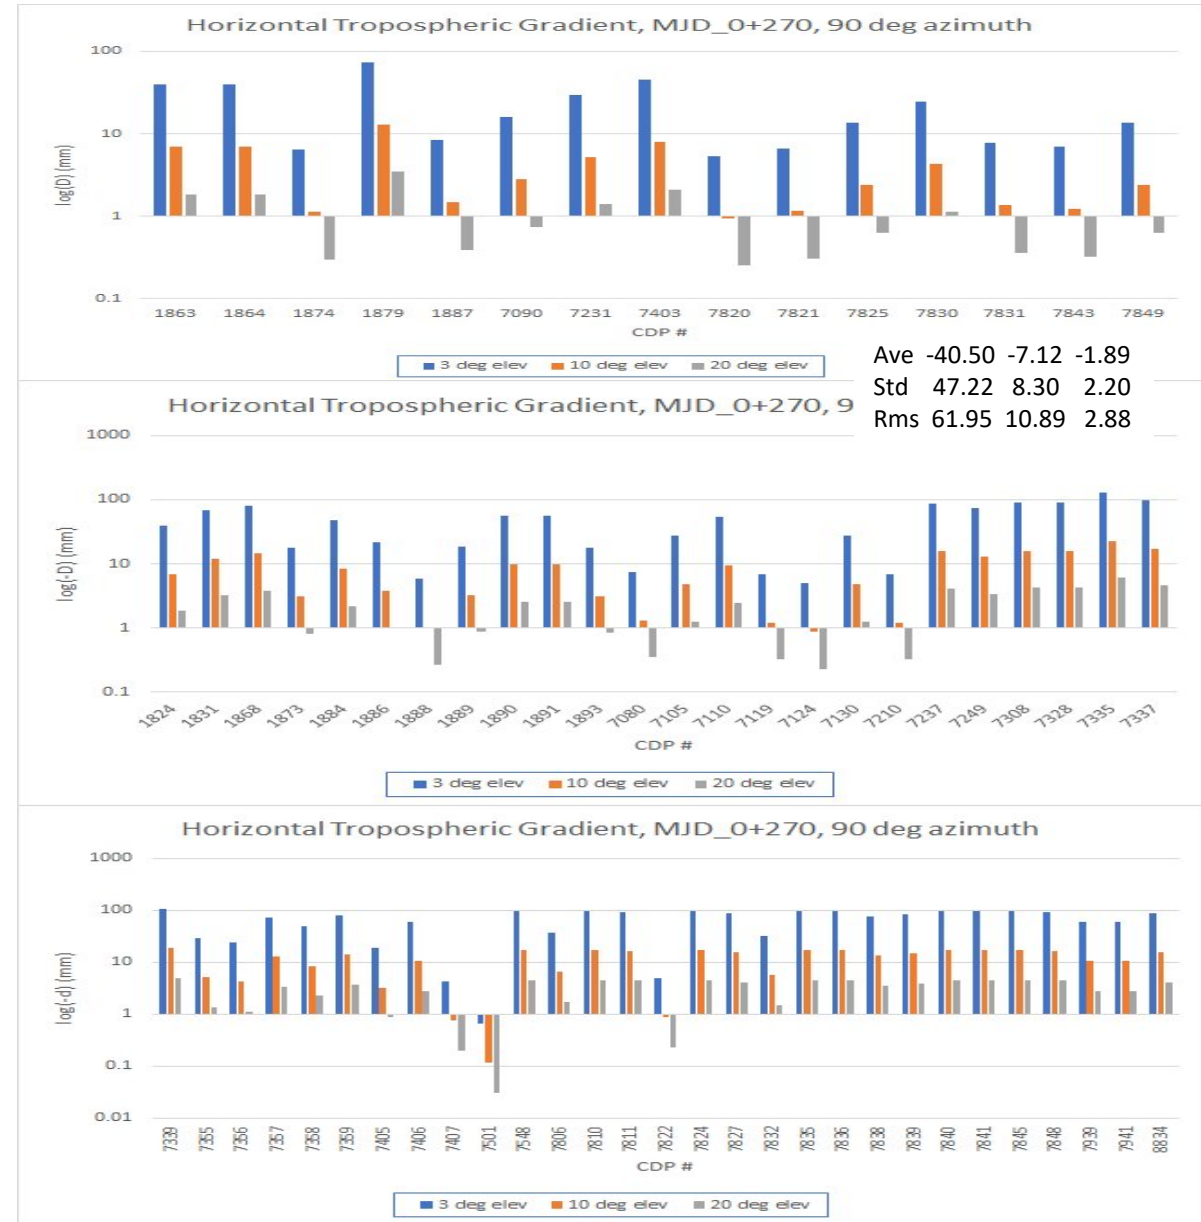 Horizontal Tropospheric Gradient, MJD_0+270, 90 deg azimuth
100
10
1
0.1
log(D) (mm)
1863 1864 1874 1879 1887 7090 7231 7403 7820 7821 7825 7830 7831 7843 7849
CDP #
3 deg elev 10 deg elev 20 deg elev
Ave -40.50 -7.12 -1.89
Std 47.22 8.30 2.20
Rms 61.95 10.89 2.88
Horizontal Tropospheric Gradient, MJD_0+270, 9
1000
100
10
1
0.1
log(-D) (mm)
1824 1831 1868 1873 1884 1886 1888 1889 1890 1891 1893 7080 7105 7110 7119 7124 7130 7210 7237 7249 7308 7328 7335 7337
CDP #
3 deg elev 10 deg elev 20 deg elev
Horizontal Tropospheric Gradient, MJD_0+270, 90 deg azimuth
1000
100
10
1
0.1
0.01
log(-d) (mm)
7339 7355 7356 7357 7358 7359 7405 7406 7407 7501 7548 7806 7810 7811 7822 7824 7827 7832 7835 7836 7838 7839 7840 7841 7845 7848 7939 7941 8834
CDP #
3 deg elev 10 deg elev 20 deg elev